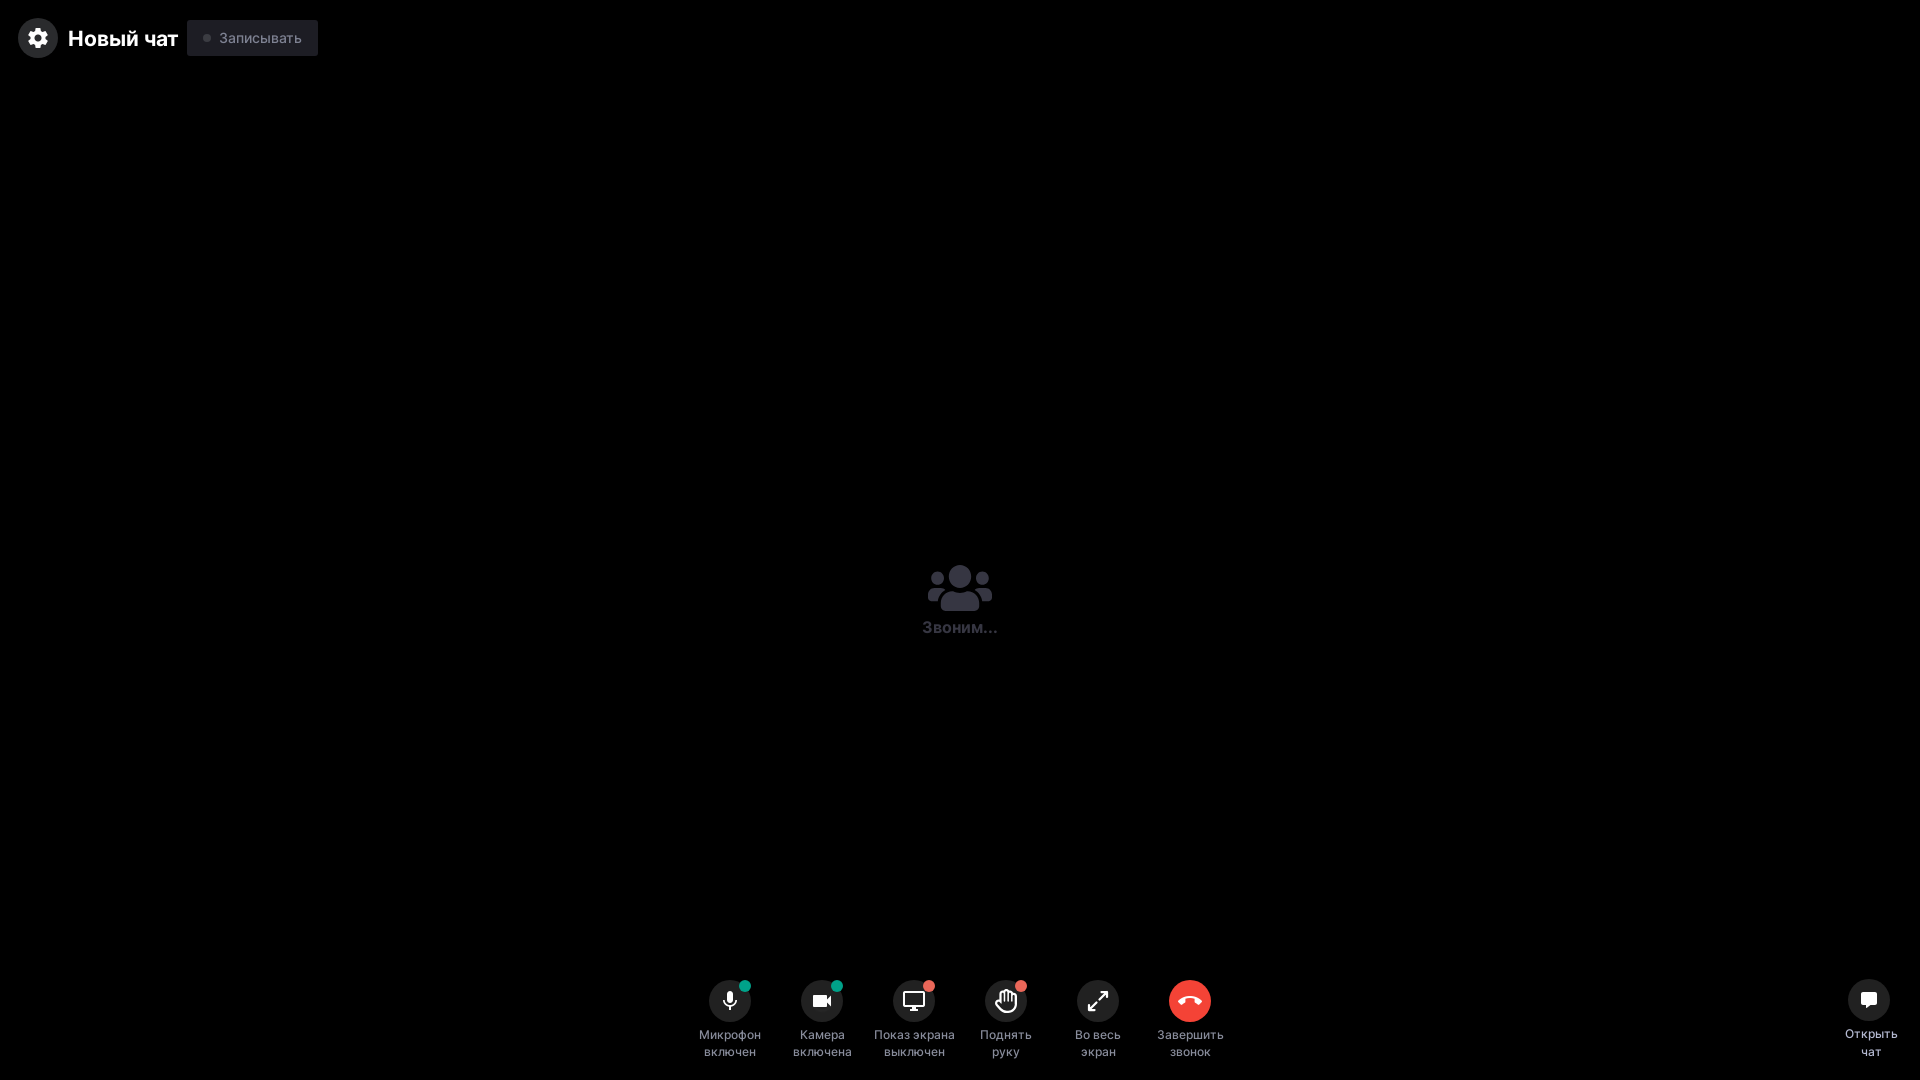 Новый чат
Записывать
Звоним...
Микрофон
включен
Камера
включена
Показ экрана
выключен
Поднять
руку
Во весь
экран
Завершить
звонок
Открыть
чат